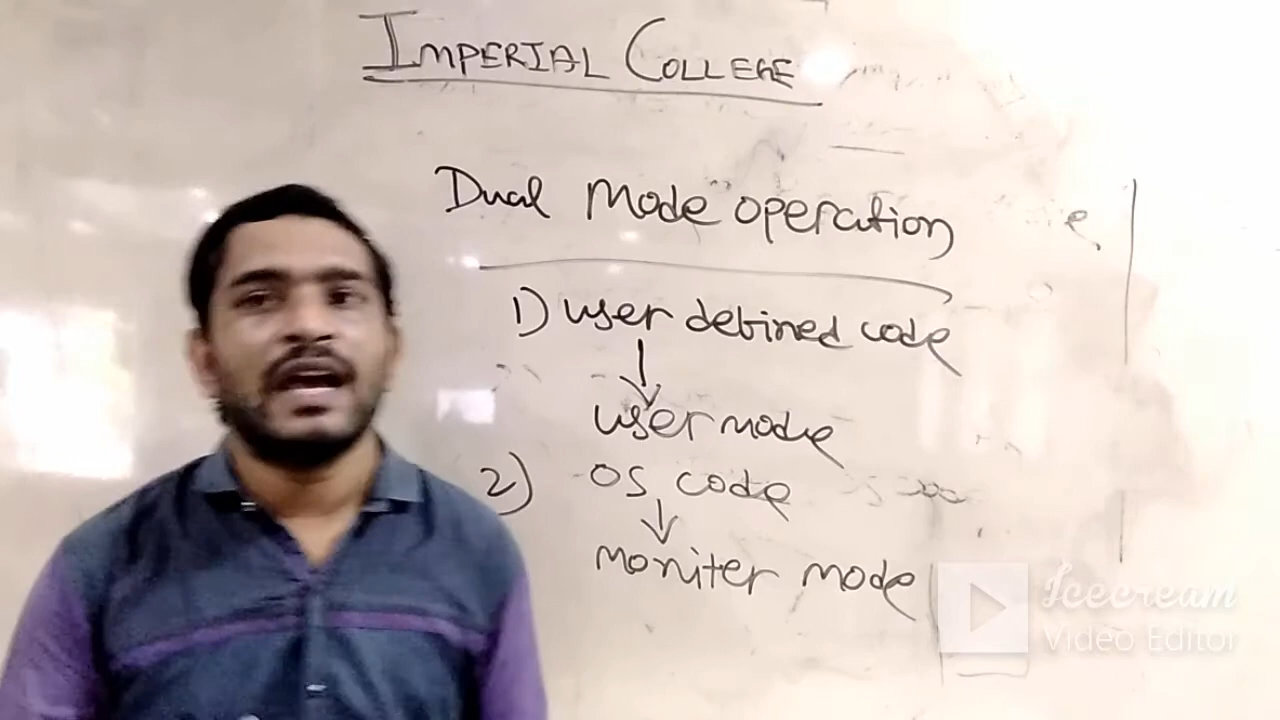 IMPERIAL COLLEGE
Dual Mode operation
1) user defined code
user mode
2) OS code
moniter mode
Icecream
Video Editor